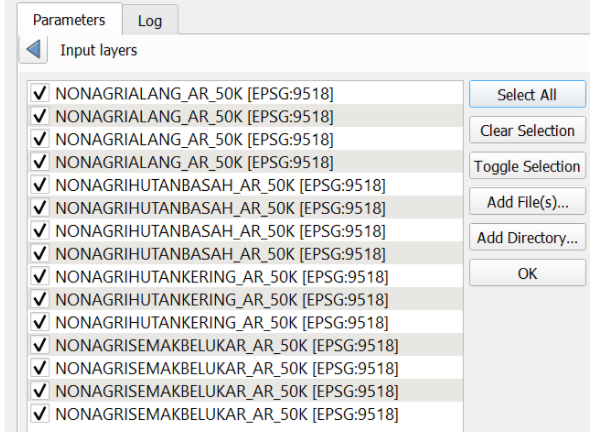 Parameters Log
Input layers
NONAGRIALANG_AR_50K [EPSG:9518]
NONAGRIALANG_AR_50K [EPSG:9518]
NONAGRIALANG_AR_50K [EPSG:9518]
NONAGRIALANG_AR_50K [EPSG:9518]
NONAGRIHUTANBASAH_AR_50K [EPSG:9518]
NONAGRIHUTANBASAH_AR_50K [EPSG:9518]
NONAGRIHUTANBASAH_AR_50K [EPSG:9518]
NONAGRIHUTANBASAH_AR_50K [EPSG:9518]
NONAGRIHUTANKERING_AR_50K [EPSG:9518]
NONAGRIHUTANKERING_AR_50K [EPSG:9518]
NONAGRIHUTANKERING_AR_50K [EPSG:9518]
NONAGRISEMAKBELUKAR_AR_50K [EPSG:9518]
NONAGRISEMAKBELUKAR_AR_50K [EPSG:9518]
NONAGRISEMAKBELUKAR_AR_50K [EPSG:9518]
NONAGRISEMAKBELUKAR_AR_50K [EPSG:9518]
Select All
Clear Selection
Toggle Selection
Add File(s)...
Add Directory...
OK